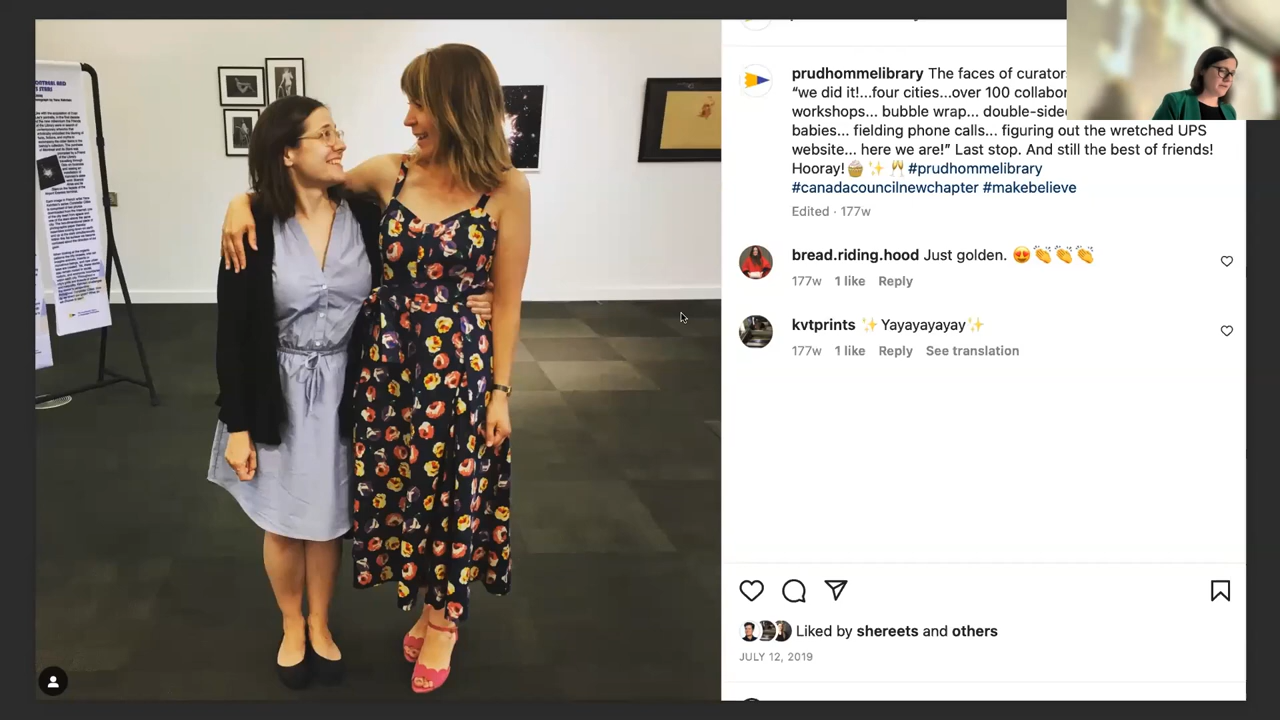 prudhommelibrary The faces of curator
"we did it!...four cities...over 100 collabor
workshops... bubble wrap... double-side
babies... fielding phone calls... figuring out the wretched UPS
website... here we are!" Last stop. And still the best of friends!
Hooray!🧁✨🥂 #prudhommelibrary
#canadacouncilnewchapter #makebelieve
Edited · 177w
bread.riding.hood Just golden. 😍👏👏👏
177w 1 like Reply
kvtprints ✨Yayayayayay✨
177w 1 like Reply See translation
Liked by shereets and others
JULY 12, 2019